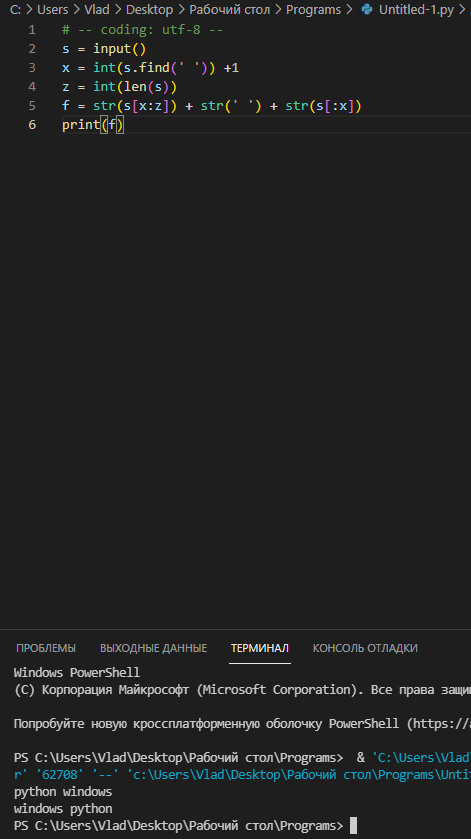 C: > Users > Vlad > Desktop > Рабочий стол > Programs > Untitled-1.py >
1 # -- coding: utf-8 --
2 s = input()
3 x = int(s.find(' ')) +1
4 z = int(len(s))
5 f = str(s[x:z]) + str(' ') + str(s[:x])
6 print(f)
ПРОБЛЕМЫ ВЫХОДНЫЕ ДАННЫЕ ТЕРМИНАЛ КОНСОЛЬ ОТЛАДКИ
Windows PowerShell
(C) Корпорация Майкрософт (Microsoft Corporation). Все права защи
Попробуйте новую кроссплатформенную оболочку PowerShell (https://a
PS C:\Users\Vlad\Desktop\Рабочий стол\Programs> & 'C:\Users\Vlad
r' '62708' '--' 'c:\Users\Vlad\Desktop\Рабочий стол\Programs\Unti
python windows
windows python
PS C:\Users\Vlad\Desktop\Рабочий стол\Programs>